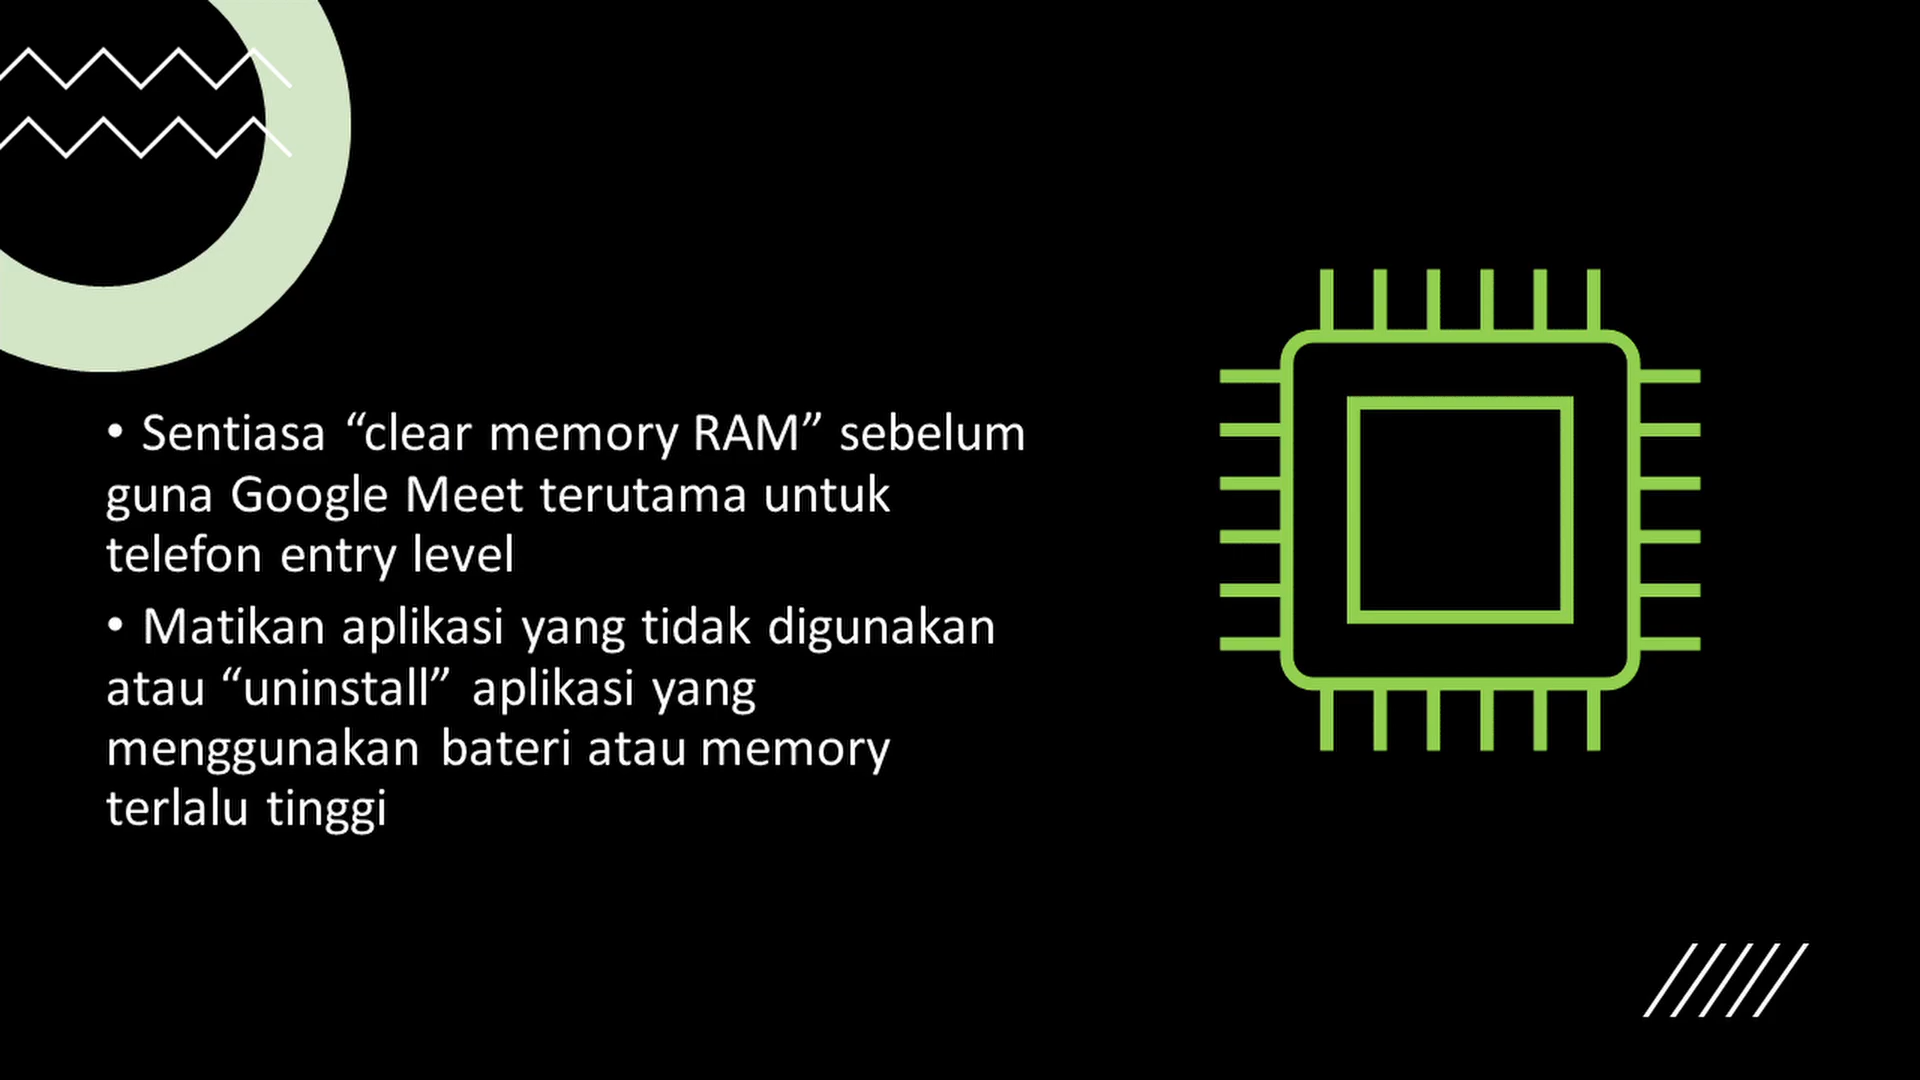 • Sentiasa “clear memory RAM” sebelum
guna Google Meet terutama untuk
telefon entry level
• Matikan aplikasi yang tidak digunakan
atau “uninstall” aplikasi yang
menggunakan bateri atau memory
terlalu tinggi